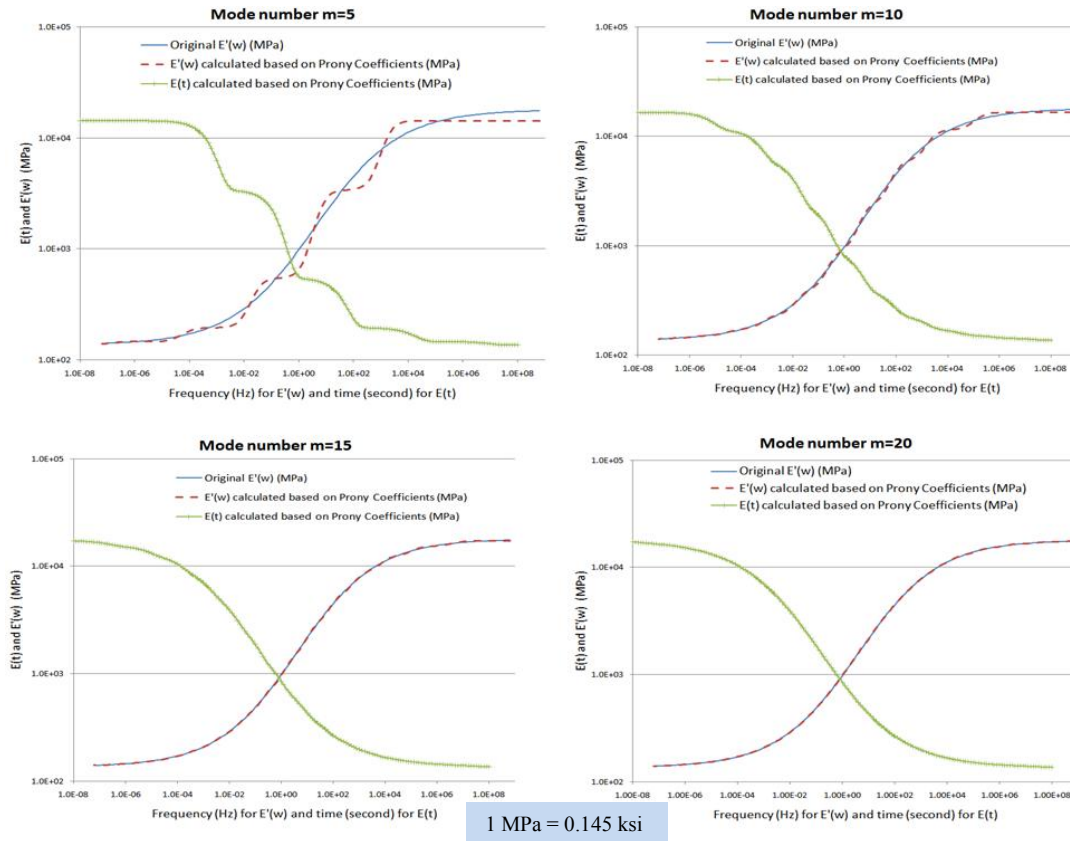 Mode number m=5
Original E'(w) (MPa)
E'(w) calculated based on Prony Coefficients (MPa)
E(t) calculated based on Prony Coefficients (MPa)
1.0E+05
1.0E+04
1.0E+03
1.0E+02
E(t) and E'(w) (MPa)
1.0E-08 1.0E-06 1.0E-04 1.0E-02 1.0E+00 1.0E+02 1.0E+04 1.0E+06 1.0E+08
Frequency (Hz) for E'(w) and time (second) for E(t)
Mode number m=10
Original E'(w) (MPa)
E'(w) calculated based on Prony Coefficients (MPa)
E(t) calculated based on Prony Coefficients (MPa)
1.0E+05
1.0E+04
1.0E+03
1.0E+02
E(t) and E'(w) (MPa)
1.0E-08 1.0E-06 1.0E-04 1.0E-02 1.0E+00 1.0E+02 1.0E+04 1.0E+06 1.0E+08
Frequency (Hz) for E'(w) and time (second) for E(t)
Mode number m=15
Original E'(w) (MPa)
E'(w) calculated based on Prony Coefficients (MPa)
E(t) calculated based on Prony Coefficients (MPa)
1.0E+05
1.0E+04
1.0E+03
1.0E+02
E(t) and E'(w) (MPa)
1.0E-08 1.0E-06 1.0E-04 1.0E-02 1.0E+00 1.0E+02 1.0E+04 1.0E+06 1.0E+08
Frequency (Hz) for E'(w) and time (second) for E(t)
Mode number m=20
Original E'(w) (MPa)
E'(w) calculated based on Prony Coefficients (MPa)
E(t) calculated based on Prony Coefficients (MPa)
1.0E+05
1.0E+04
1.0E+03
1.0E+02
E(t) and E'(w) (MPa)
1.00E-08 1.00E-06 1.00E-04 1.00E-02 1.00E+00 1.00E+02 1.00E+04 1.00E+06 1.00E+08
Frequency (Hz) for E'(w) and time (second) for E(t)
1 MPa = 0.145 ksi